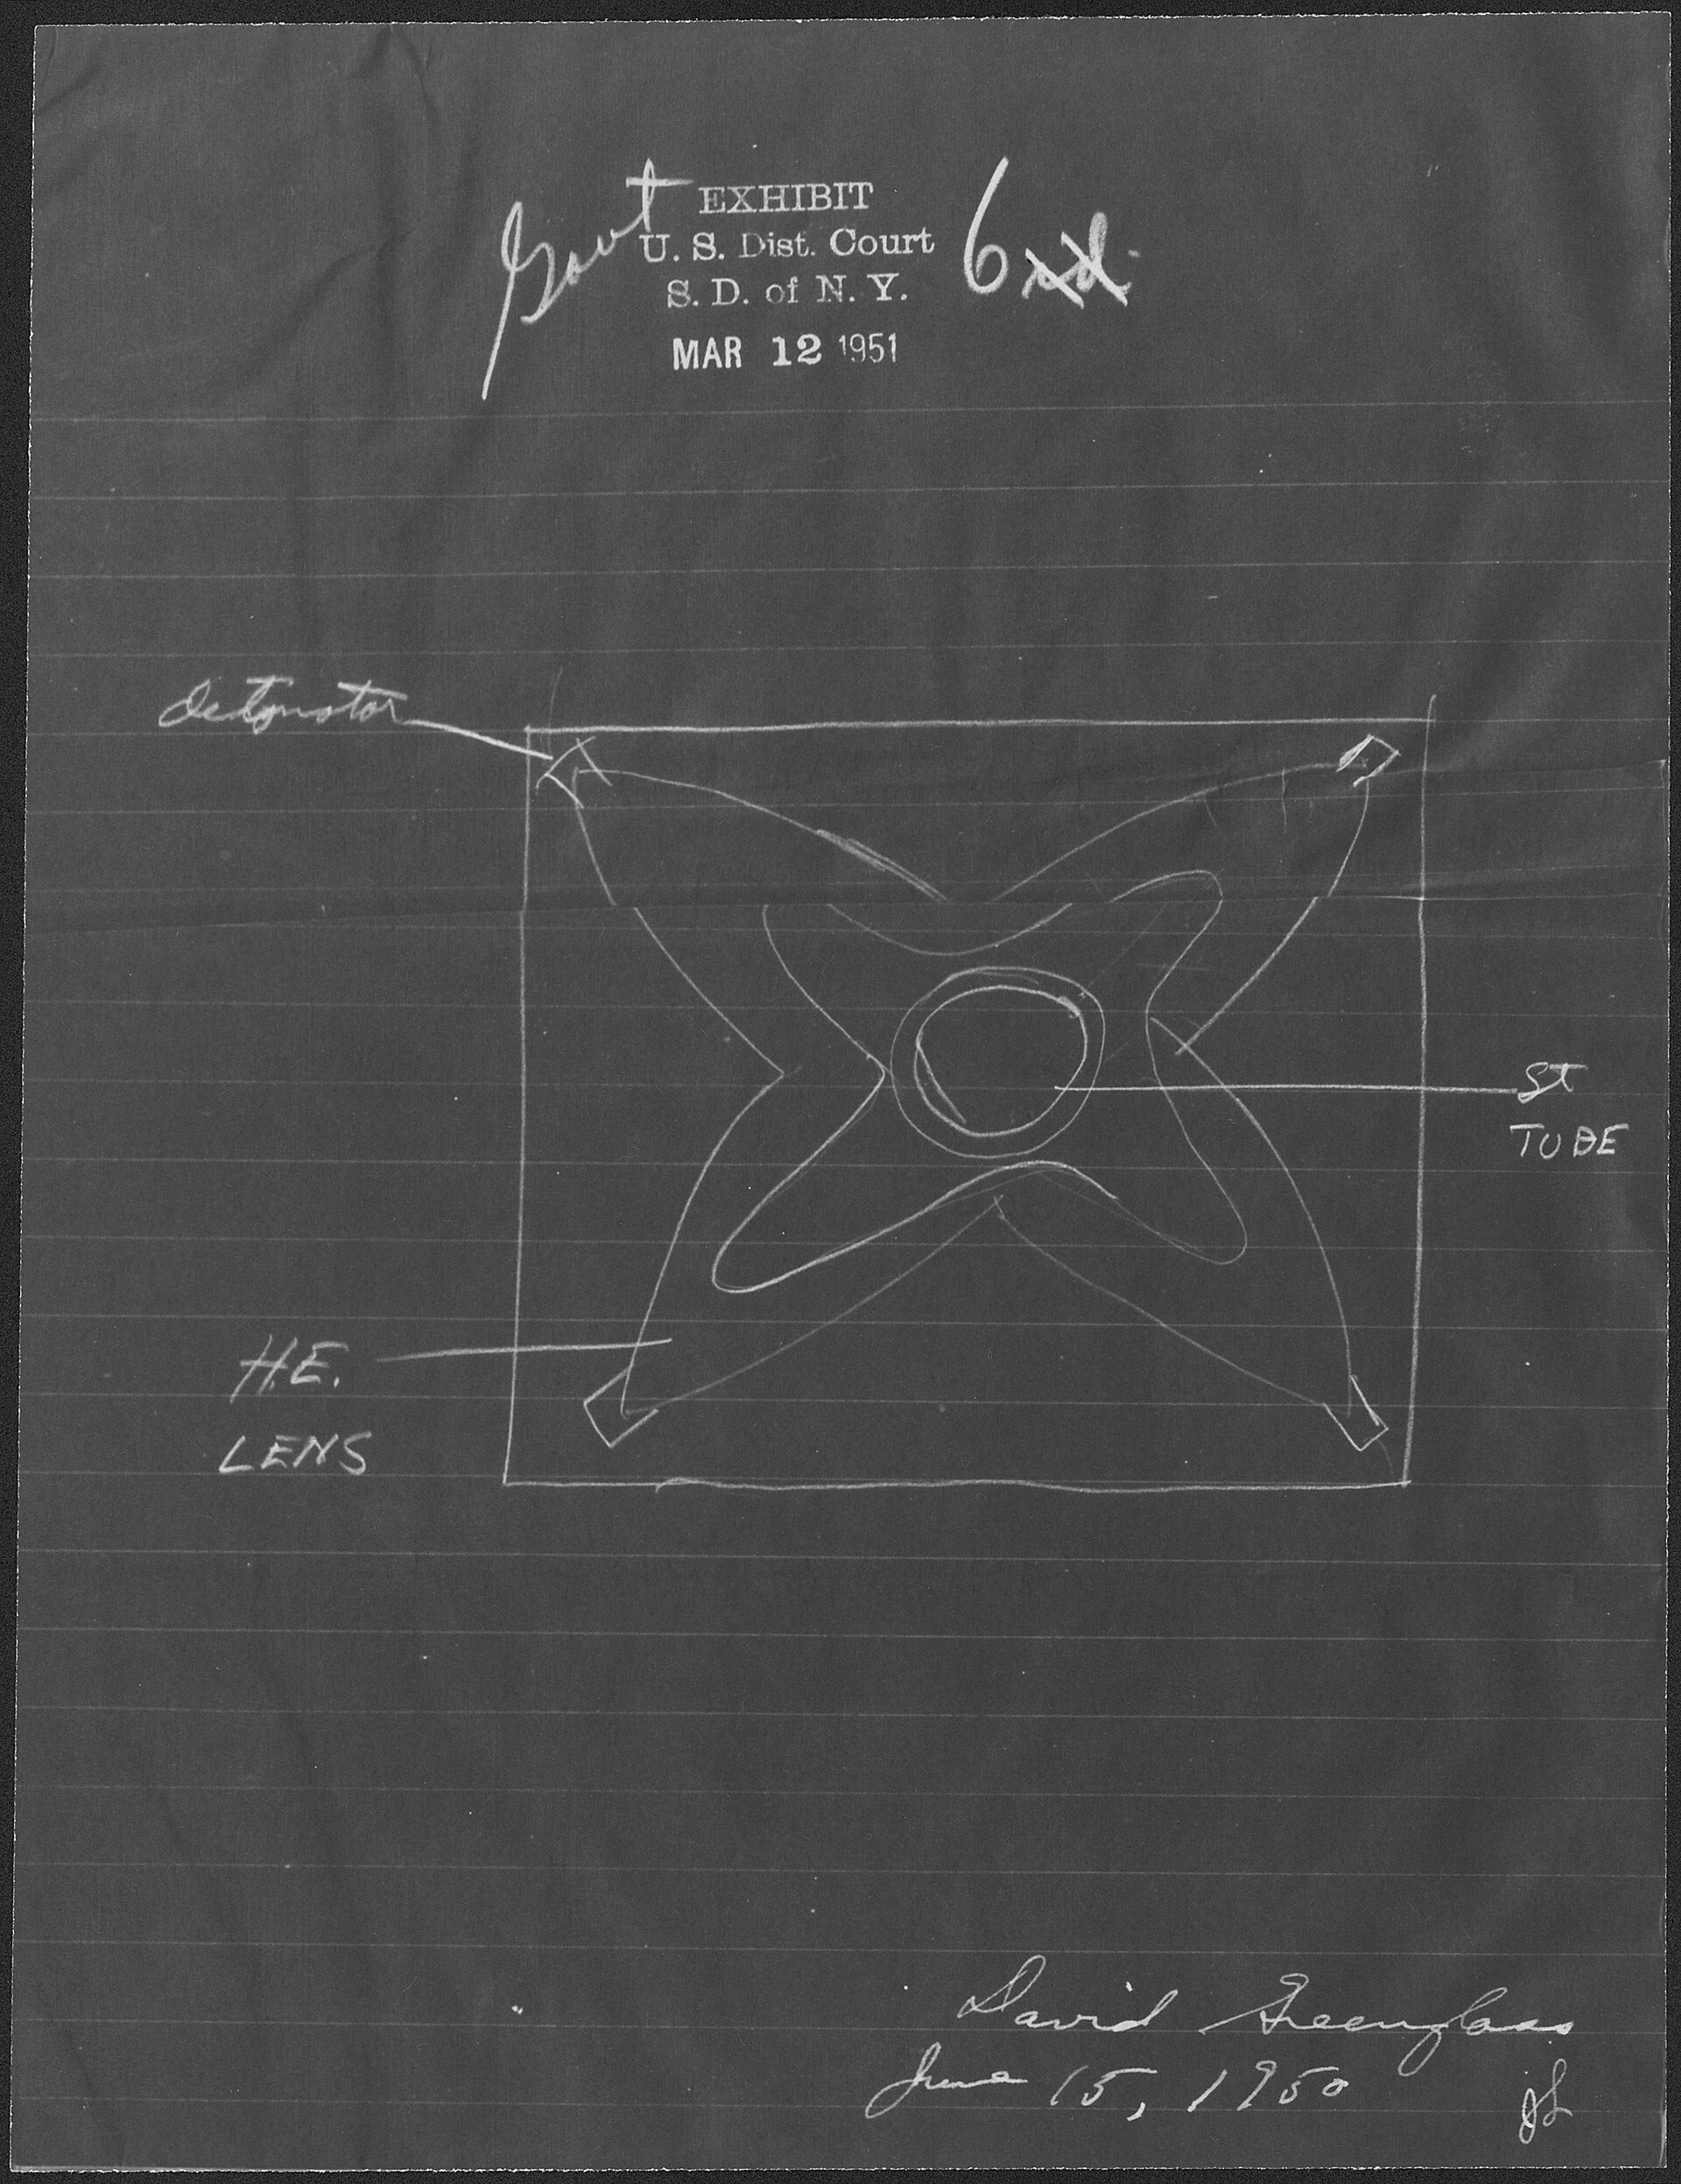 Govt EXHIBIT 6
U. S. Dist. Court
S. D. of N. Y.
MAR 12 1951
detonator
St
TUBE
H.E.
LENS
David Greenglass
June 15, 1950